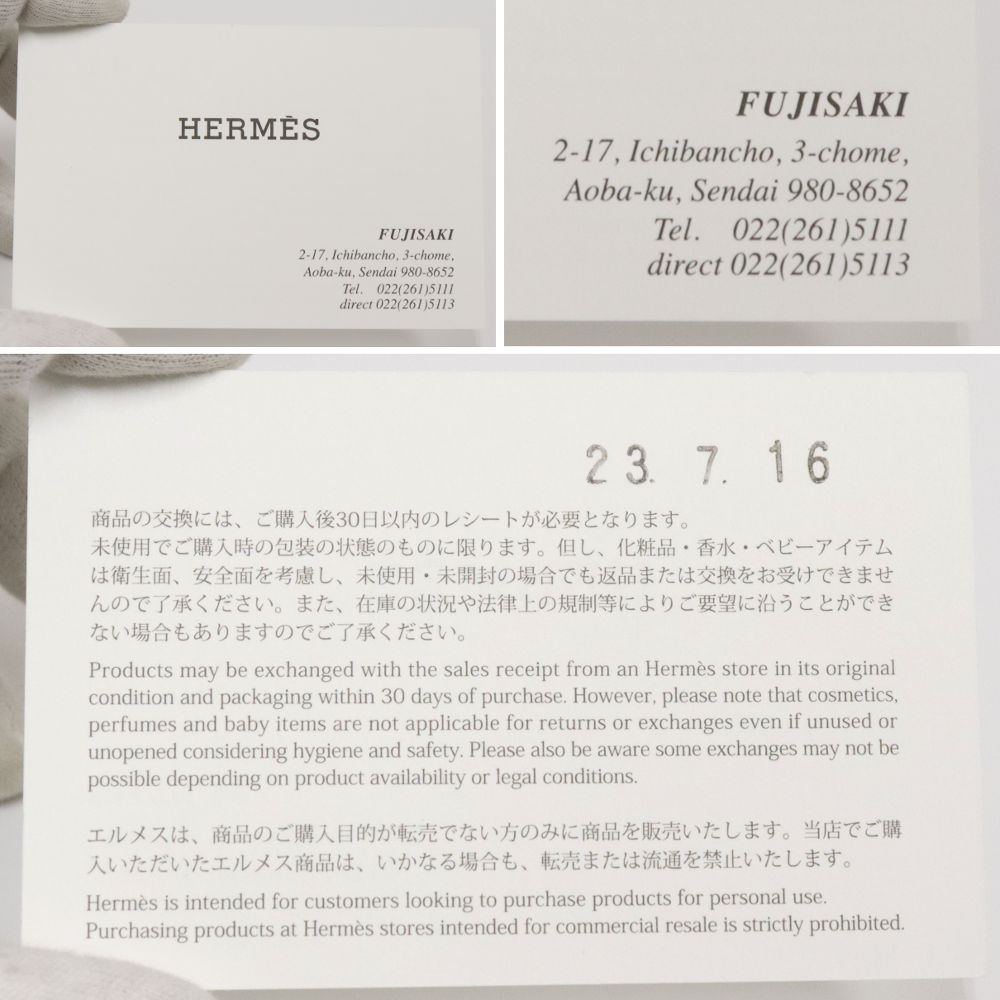 HERMÈS
FUJISAKI
2-17, Ichibancho, 3-chome,
Aoba-ku, Sendai 980-8652
Tel. 022(261)5111
direct 022(261)5113
FUJISAKI
2-17, Ichibancho, 3-chome,
Aoba-ku, Sendai 980-8652
Tel. 022(261)5111
direct 022(261)5113
23. 7. 16
商品の交換には、ご購入後30日以内のレシートが必要となります。
未使用でご購入時の包装の状態のものに限ります。但し、化粧品・香水・ベビーアイテム
は衛生面、安全面を考慮し、未使用・未開封の場合でも返品または交換をお受けできませ
んので了承ください。また、在庫の状況や法律上の規制等によりご要望に沿うことができ
ない場合もありますのでご了承ください。
Products may be exchanged with the sales receipt from an Hermès store in its original
condition and packaging within 30 days of purchase. However, please note that cosmetics,
perfumes and baby items are not applicable for returns or exchanges even if unused or
unopened considering hygiene and safety. Please also be aware some exchanges may not be
possible depending on product availability or legal conditions.
エルメスは、商品のご購入目的が転売でない方のみに商品を販売いたします。当店でご購
入いただいたエルメス商品は、いかなる場合も、転売または流通を禁止いたします。
Hermès is intended for customers looking to purchase products for personal use.
Purchasing products at Hermès stores intended for commercial resale is strictly prohibited.